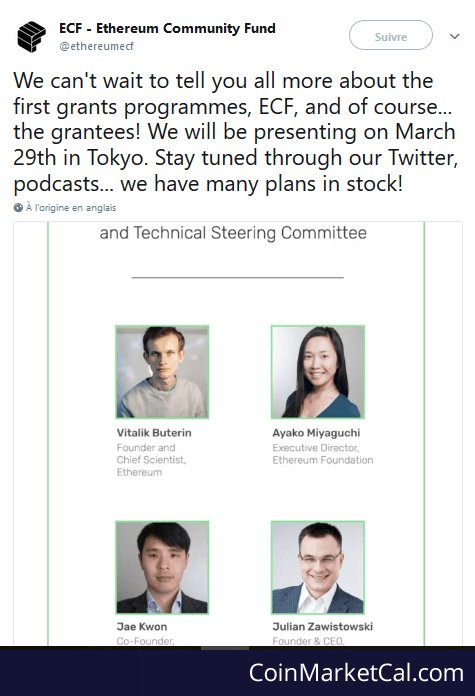 ECF - Ethereum Community Fund
@ethereumecf
Suivre
We can't wait to tell you all more about the
first grants programmes, ECF, and of course...
the grantees! We will be presenting on March
29th in Tokyo. Stay tuned through our Twitter,
podcasts... we have many plans in stock!
À l'origine en anglais
and Technical Steering Committee
Vitalik Buterin
Founder and
Chief Scientist,
Ethereum
Ayako Miyaguchi
Executive Director,
Ethereum Foundation
Jae Kwon
Co-Founder,
Julian Zawistowski
Founder & CEO,
CoinMarketCal.com